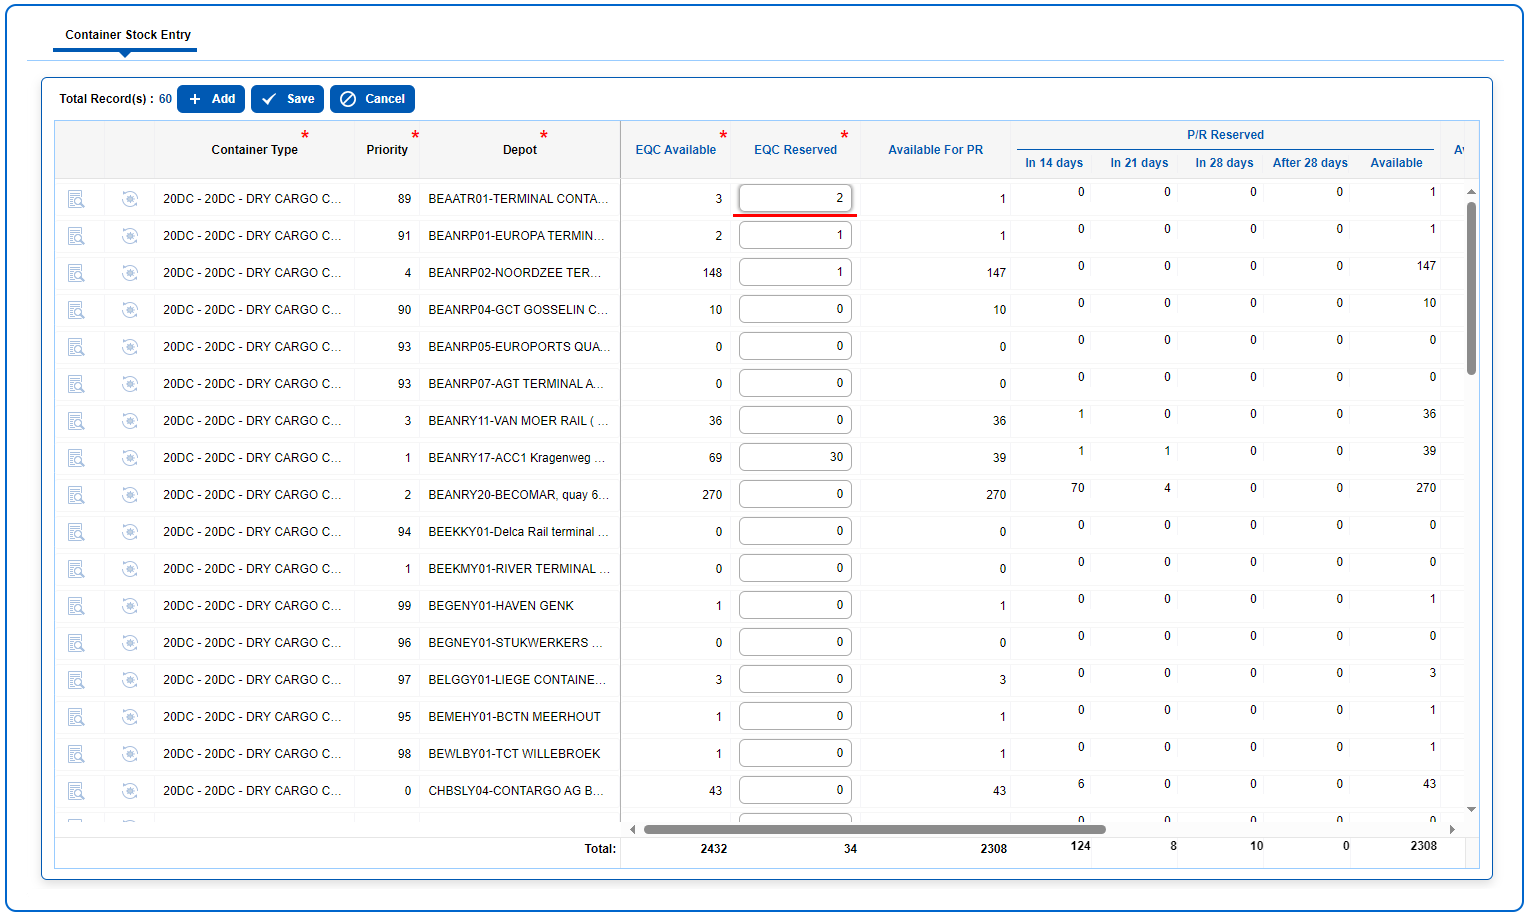 Container Stock Entry
Total Record(s) : 60 Add Save Cancel
* * * * *
P/R Reserved
Container Type Priority Depot EQC Available EQC Reserved Available For PR Av
In 14 days In 21 days In 28 days After 28 days Available
20DC - 20DC - DRY CARGO C... 89 BEAATR01-TERMINAL CONTA... 3 2 1 0 0 0 0 1
20DC - 20DC - DRY CARGO C... 91 BEANRP01-EUROPA TERMIN... 2 1 1 0 0 0 0 1
20DC - 20DC - DRY CARGO C... 4 BEANRP02-NOORDZEE TER... 148 1 147 0 0 0 0 147
20DC - 20DC - DRY CARGO C... 90 BEANRP04-GCT GOSSELIN C... 10 0 10 0 0 0 0 10
20DC - 20DC - DRY CARGO C... 93 BEANRP05-EUROPORTS QUA... 0 0 0 0 0 0 0 0
20DC - 20DC - DRY CARGO C... 93 BEANRP07-AGT TERMINAL A... 0 0 0 0 0 0 0 0
20DC - 20DC - DRY CARGO C... 3 BEANRY11-VAN MOER RAIL ( ... 36 0 36 1 0 0 0 36
20DC - 20DC - DRY CARGO C... 1 BEANRY17-ACC1 Kragenweg ... 69 30 39 1 1 0 0 39
20DC - 20DC - DRY CARGO C... 2 BEANRY20-BECOMAR, quay 6... 270 0 270 70 4 0 0 270
20DC - 20DC - DRY CARGO C... 94 BEEKKY01-Delca Rail terminal ... 0 0 0 0 0 0 0 0
20DC - 20DC - DRY CARGO C... 1 BEEKMY01-RIVER TERMINAL ... 0 0 0 0 0 0 0 0
20DC - 20DC - DRY CARGO C... 99 BEGENY01-HAVEN GENK 1 0 1 0 0 0 0 1
20DC - 20DC - DRY CARGO C... 96 BEGNEY01-STUKWERKERS ... 0 0 0 0 0 0 0 0
20DC - 20DC - DRY CARGO C... 97 BELGGY01-LIEGE CONTAINE... 3 0 3 0 0 0 0 3
20DC - 20DC - DRY CARGO C... 95 BEMEHY01-BCTN MEERHOUT 1 0 1 0 0 0 0 1
20DC - 20DC - DRY CARGO C... 98 BEWLBY01-TCT WILLEBROEK 1 0 1 0 0 0 0 1
20DC - 20DC - DRY CARGO C... 0 CHBSLY04-CONTARGO AG B... 43 0 43 6 0 0 0 43
0 0 0 0 0
Total: 2432 34 2308 124 8 10 0 2308